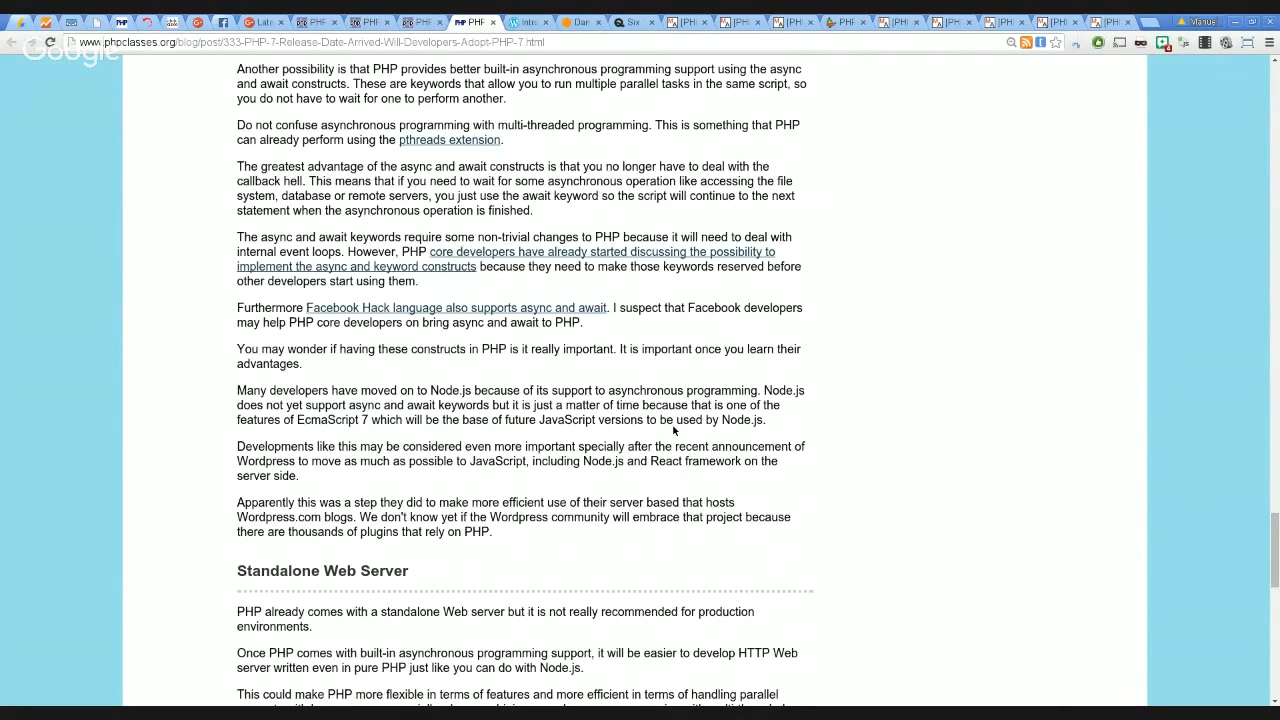 PHP
Late
PHP
PHP
PHP
PHP
Intro
Dan
Six
[PH
[PH
[PH
PHP
[PH
[PH
[PH
[PH
[PH
Manuel
www.phpclasses.org/blog/post/333-PHP-7-Release-Date-Arrived-Will-Developers-Adopt-PHP-7.html
Google
Another possibility is that PHP provides better built-in asynchronous programming support using the async
and await constructs. These are keywords that allow you to run multiple parallel tasks in the same script, so
you do not have to wait for one to perform another.
Do not confuse asynchronous programming with multi-threaded programming. This is something that PHP
can already perform using the pthreads extension.
The greatest advantage of the async and await constructs is that you no longer have to deal with the
callback hell. This means that if you need to wait for some asynchronous operation like accessing the file
system, database or remote servers, you just use the await keyword so the script will continue to the next
statement when the asynchronous operation is finished.
The async and await keywords require some non-trivial changes to PHP because it will need to deal with
internal event loops. However, PHP core developers have already started discussing the possibility to
implement the async and keyword constructs because they need to make those keywords reserved before
other developers start using them.
Furthermore Facebook Hack language also supports async and await. I suspect that Facebook developers
may help PHP core developers on bring async and await to PHP.
You may wonder if having these constructs in PHP is it really important. It is important once you learn their
advantages.
Many developers have moved on to Node.js because of its support to asynchronous programming. Node.js
does not yet support async and await keywords but it is just a matter of time because that is one of the
features of EcmaScript 7 which will be the base of future JavaScript versions to be used by Node.js.
Developments like this may be considered even more important specially after the recent announcement of
Wordpress to move as much as possible to JavaScript, including Node.js and React framework on the
server side.
Apparently this was a step they did to make more efficient use of their server based that hosts
Wordpress.com blogs. We don't know yet if the Wordpress community will embrace that project because
there are thousands of plugins that rely on PHP.
Standalone Web Server
PHP already comes with a standalone Web server but it is not really recommended for production
environments.
Once PHP comes with built-in asynchronous programming support, it will be easier to develop HTTP Web
server written even in pure PHP just like you can do with Node.js.
This could make PHP more flexible in terms of features and more efficient in terms of handling parallel